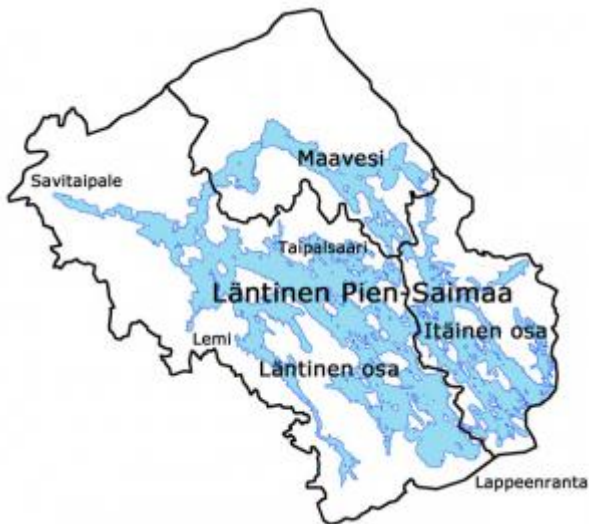 Maavesi
Savitaipale
Taipalsaari
Läntinen Pien-Saimaa
Itäinen osa
Lemi
Läntinen osa
Lappeenranta